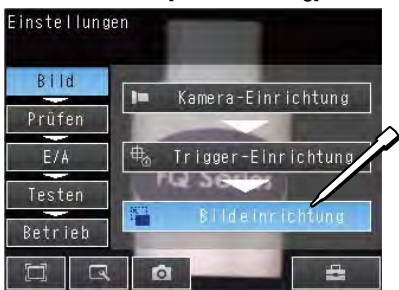 Einstellungen
Bild
Prüfen
E/A
Testen
Betrieb
Kamera-Einrichtung
Trigger-Einrichtung
FQ Series
Bildeinrichtung